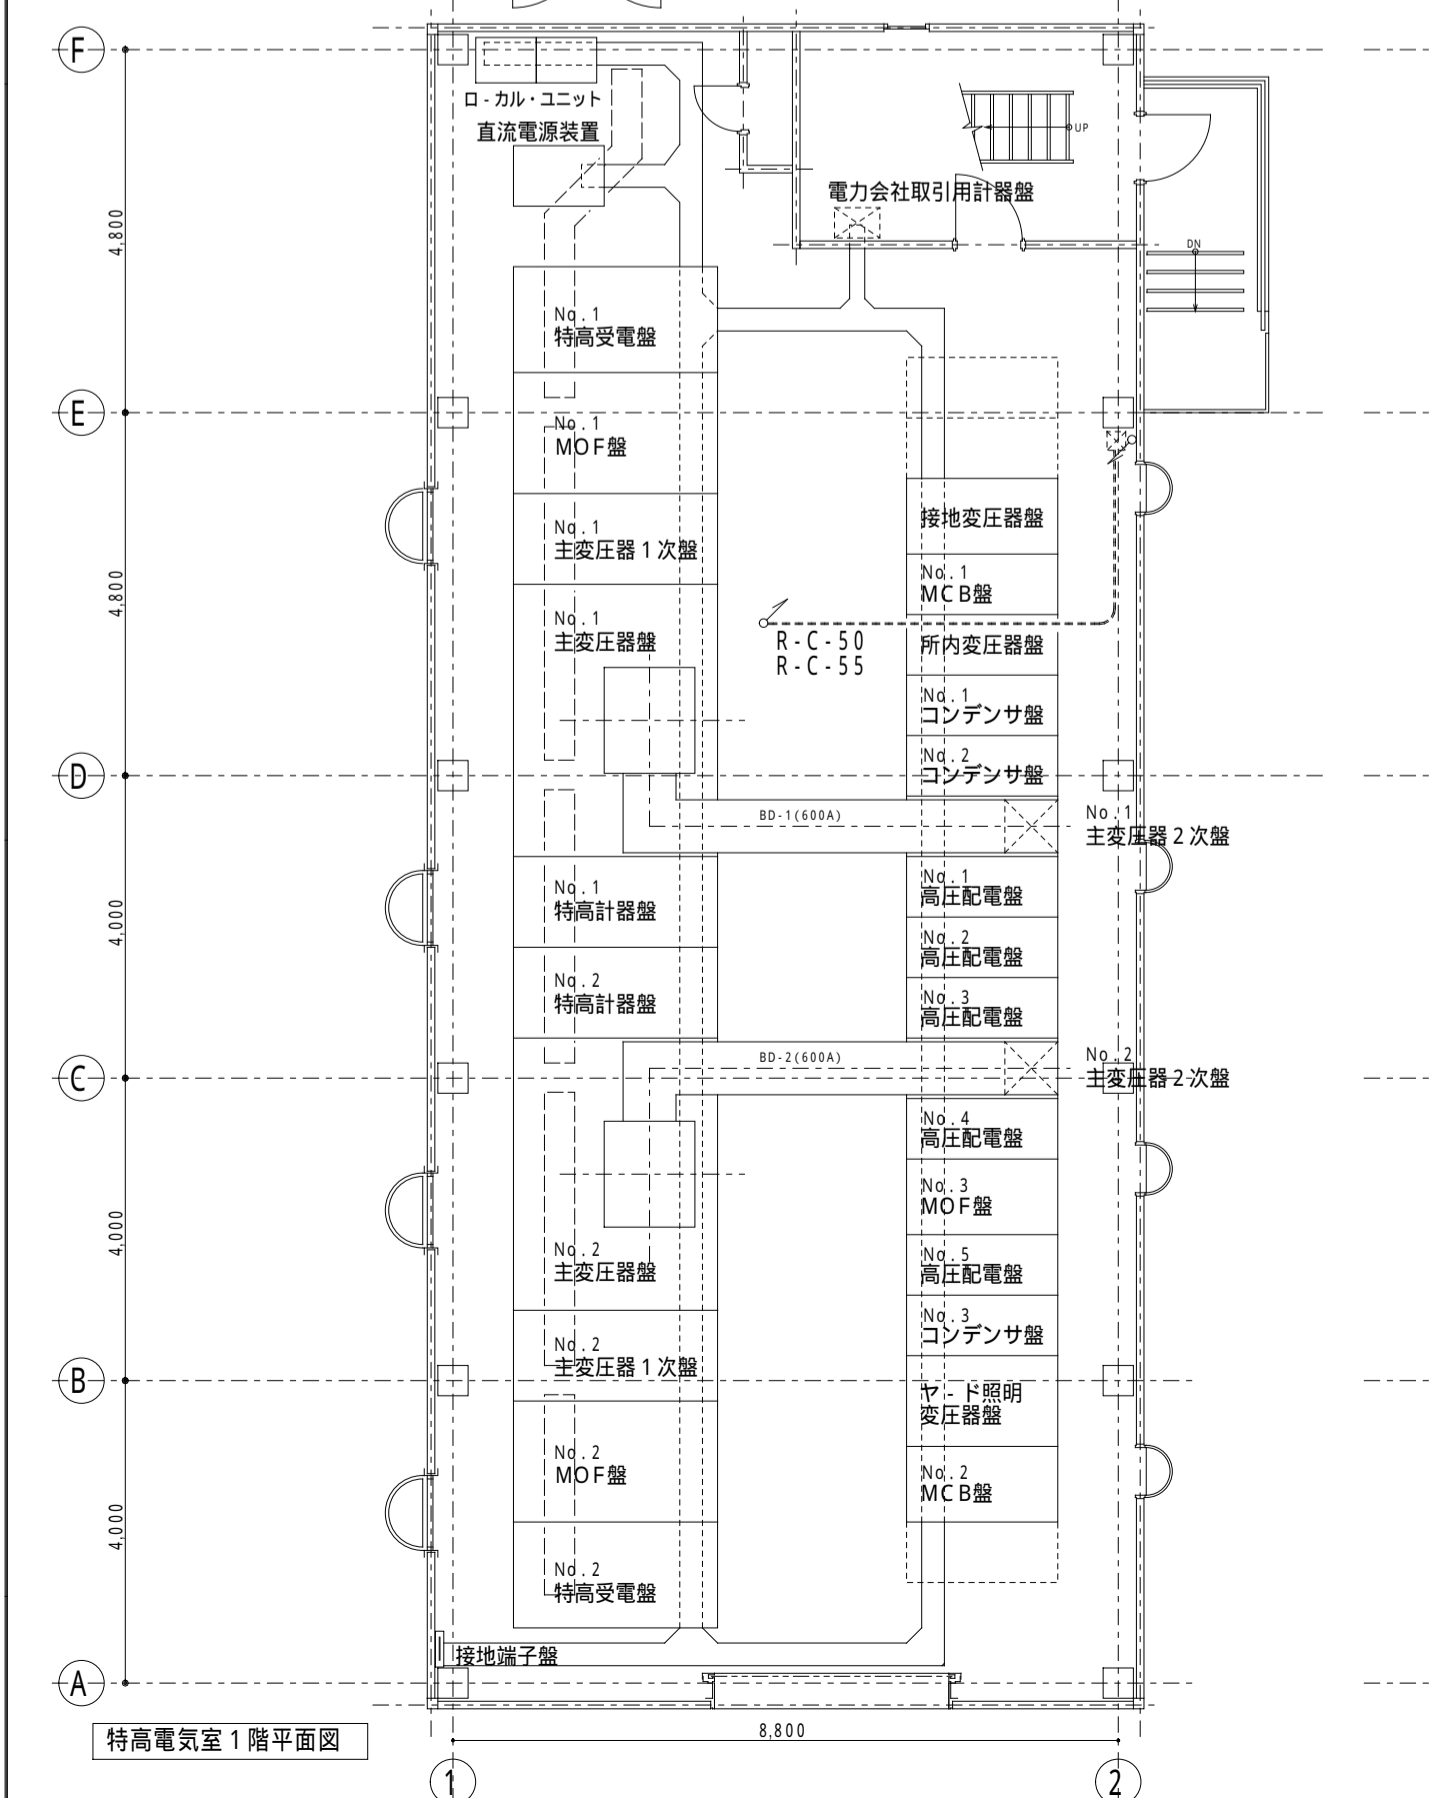 F
ロ-カル・ユニット
直流電源装置
UP
電力会社取引用計器盤
4,800
DN
No.1
特高受電盤
E
No.1
MOF盤
No.1
主変圧器1次盤
接地変圧器盤
4,800
No.1
MCB盤
No.1
主変圧器盤
R-C-50
R-C-55
所内変圧器盤
No.1
コンデンサ盤
No.2
コンデンサ盤
D
BD-1(600A)
No.1
主変圧器2次盤
No.1
特高計器盤
No.1
高圧配電盤
4,000
No.2
高圧配電盤
No.2
特高計器盤
No.3
高圧配電盤
BD-2(600A)
No.2
主変圧器2次盤
C
No.4
高圧配電盤
No.3
MOF盤
4,000
No.2
主変圧器盤
No.5
高圧配電盤
No.3
コンデンサ盤
No.2
主変圧器1次盤
B
ヤ-ド照明
変圧器盤
No.2
MOF盤
No.2
MCB盤
4,000
No.2
特高受電盤
接地端子盤
A
特高電気室1階平面図
8,800
1
2